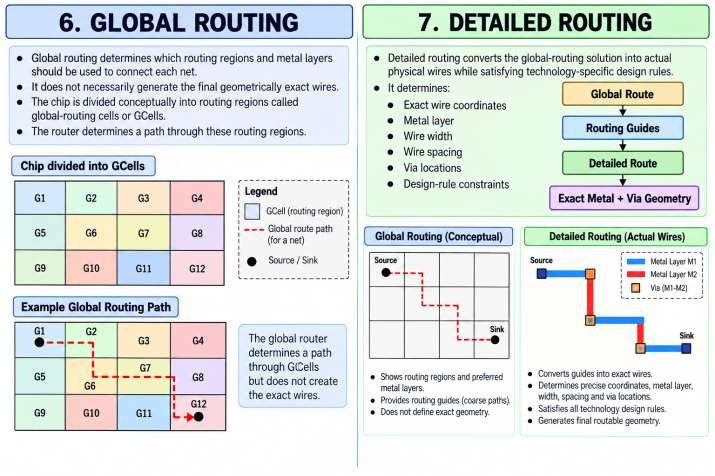 6. GLOBAL ROUTING
• Global routing determines which routing regions and metal layers
should be used to connect each net.
• It does not necessarily generate the final geometrically exact wires.
• The chip is divided conceptually into routing regions called
global-routing cells or GCells.
• The router determines a path through these routing regions.
Chip divided into GCells
G1 G2 G3 G4
G5 G6 G7 G8
G9 G10 G11 G12
Legend
GCell (routing region)
Global route path
(for a net)
Source / Sink
Example Global Routing Path
G1 G2 G3 G4
G5 G6 G7 G8
G9 G10 G11 G12
The global router
determines a path
through GCells
but does not create
the exact wires.
7. DETAILED ROUTING
• Detailed routing converts the global-routing solution into actual
physical wires while satisfying technology-specific design rules.
• It determines:
• Exact wire coordinates
• Metal layer
• Wire width
• Wire spacing
• Via locations
• Design-rule constraints
Global Route
Routing Guides
Detailed Route
Exact Metal + Via Geometry
Global Routing (Conceptual)
Source
Sink
• Shows routing regions and preferred
metal layers.
• Provides routing guides (coarse paths).
• Does not define exact geometry.
Detailed Routing (Actual Wires)
Source
Metal Layer M1
Metal Layer M2
Via (M1-M2)
Sink
• Converts guides into exact wires.
• Determines precise coordinates, metal layer,
width, spacing and via locations.
• Satisfies all technology design rules.
• Generates final routable geometry.